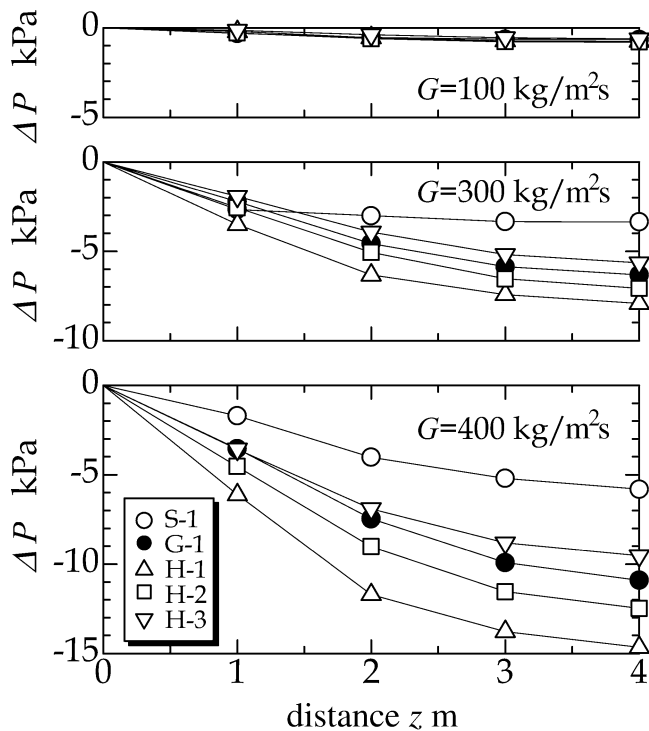 0
-5
ΔP kPa
G=100 kg/m²s
0
-5
-10
ΔP kPa
G=300 kg/m²s
0
-5
-10
-15
ΔP kPa
G=400 kg/m²s
S-1
G-1
H-1
H-2
H-3
0 1 2 3 4
distance z m